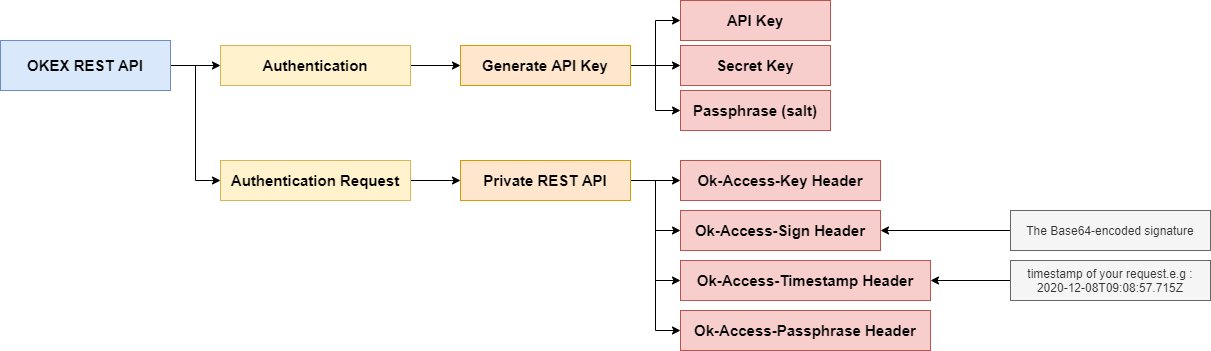 OKEX REST API
Authentication
Generate API Key
API Key
Secret Key
Passphrase (salt)
Authentication Request
Private REST API
Ok-Access-Key Header
Ok-Access-Sign Header
The Base64-encoded signature
Ok-Access-Timestamp Header
timestamp of your request.e.g :
2020-12-08T09:08:57.715Z
Ok-Access-Passphrase Header